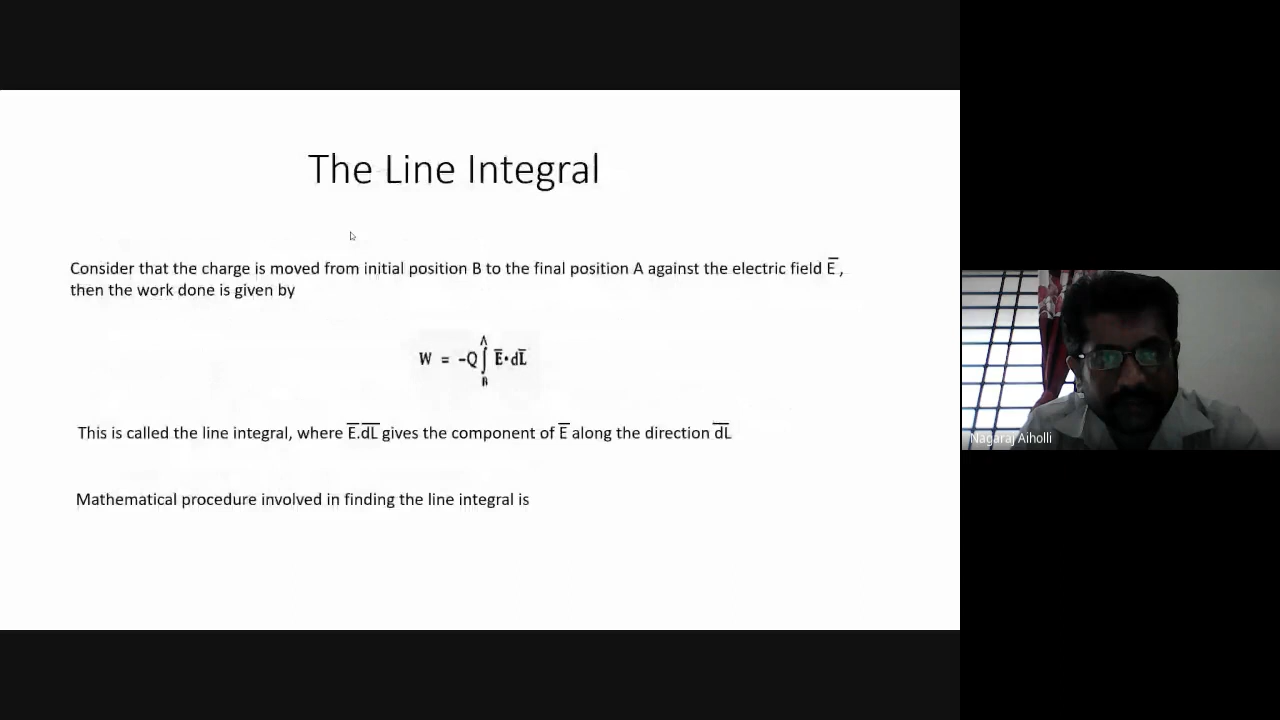 The Line Integral
Consider that the charge is moved from initial position B to the final position A against the electric field E̅ ,
then the work done is given by
A
W = -Q∫ E̅•dL̅
B
This is called the line integral, where E̅.d̅L̅ gives the component of E̅ along the direction d̅L̅
Mathematical procedure involved in finding the line integral is
Nagaraj Aiholli